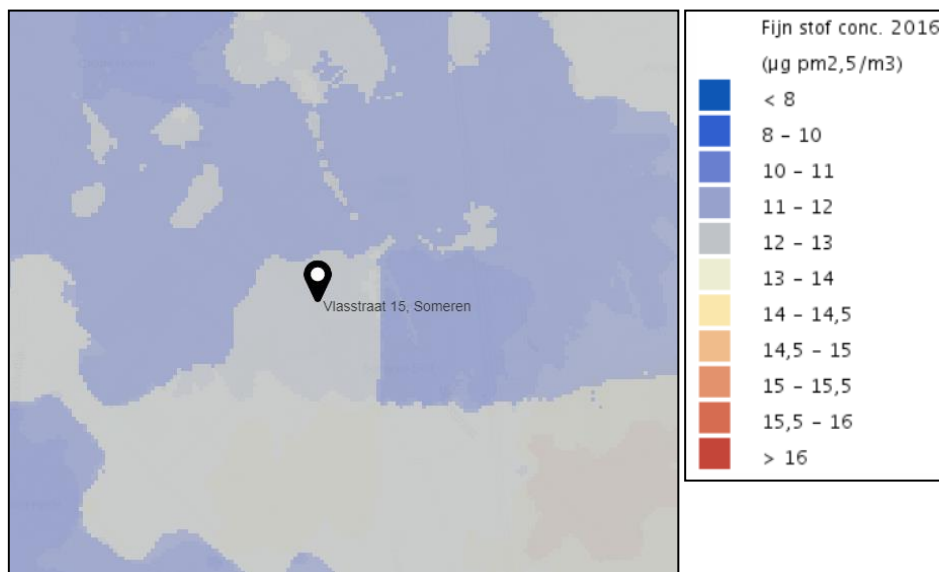 Vlasstraat 15, Someren
Fijn stof conc. 2016
(µg pm2,5/m3)
< 8
8 – 10
10 – 11
11 – 12
12 – 13
13 – 14
14 – 14,5
14,5 – 15
15 – 15,5
15,5 – 16
> 16